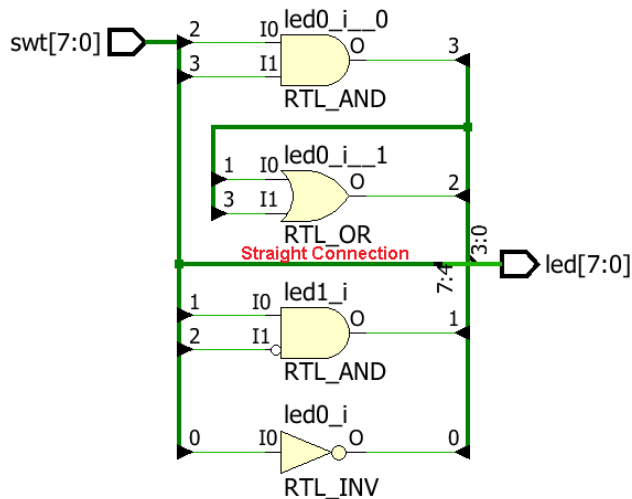 led0_i__0
swt[7:0]
2
I0
O
3
3
I1
RTL_AND
led0_i__1
1
I0
O
2
3
I1
RTL_OR
Straight Connection
7:4
3:0
led[7:0]
led1_i
1
I0
O
1
2
I1
RTL_AND
led0_i
0
I0
O
0
RTL_INV